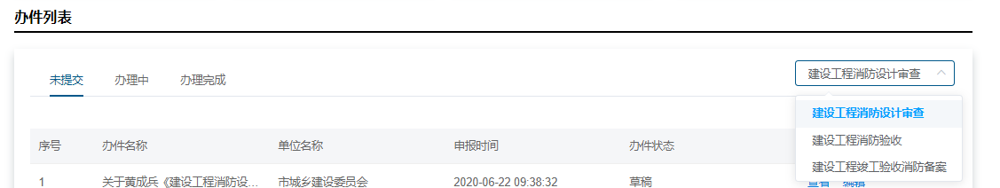 办件列表
未提交 办理中 办理完成 建设工程消防设计审查
建设工程消防设计审查
建设工程消防验收
建设工程竣工验收消防备案
序号 办件名称 单位名称 申报时间 办件状态
1 关于黄成兵《建设工程消防设... 市城乡建设委员会 2020-06-22 09:38:32 草稿 查看 编辑